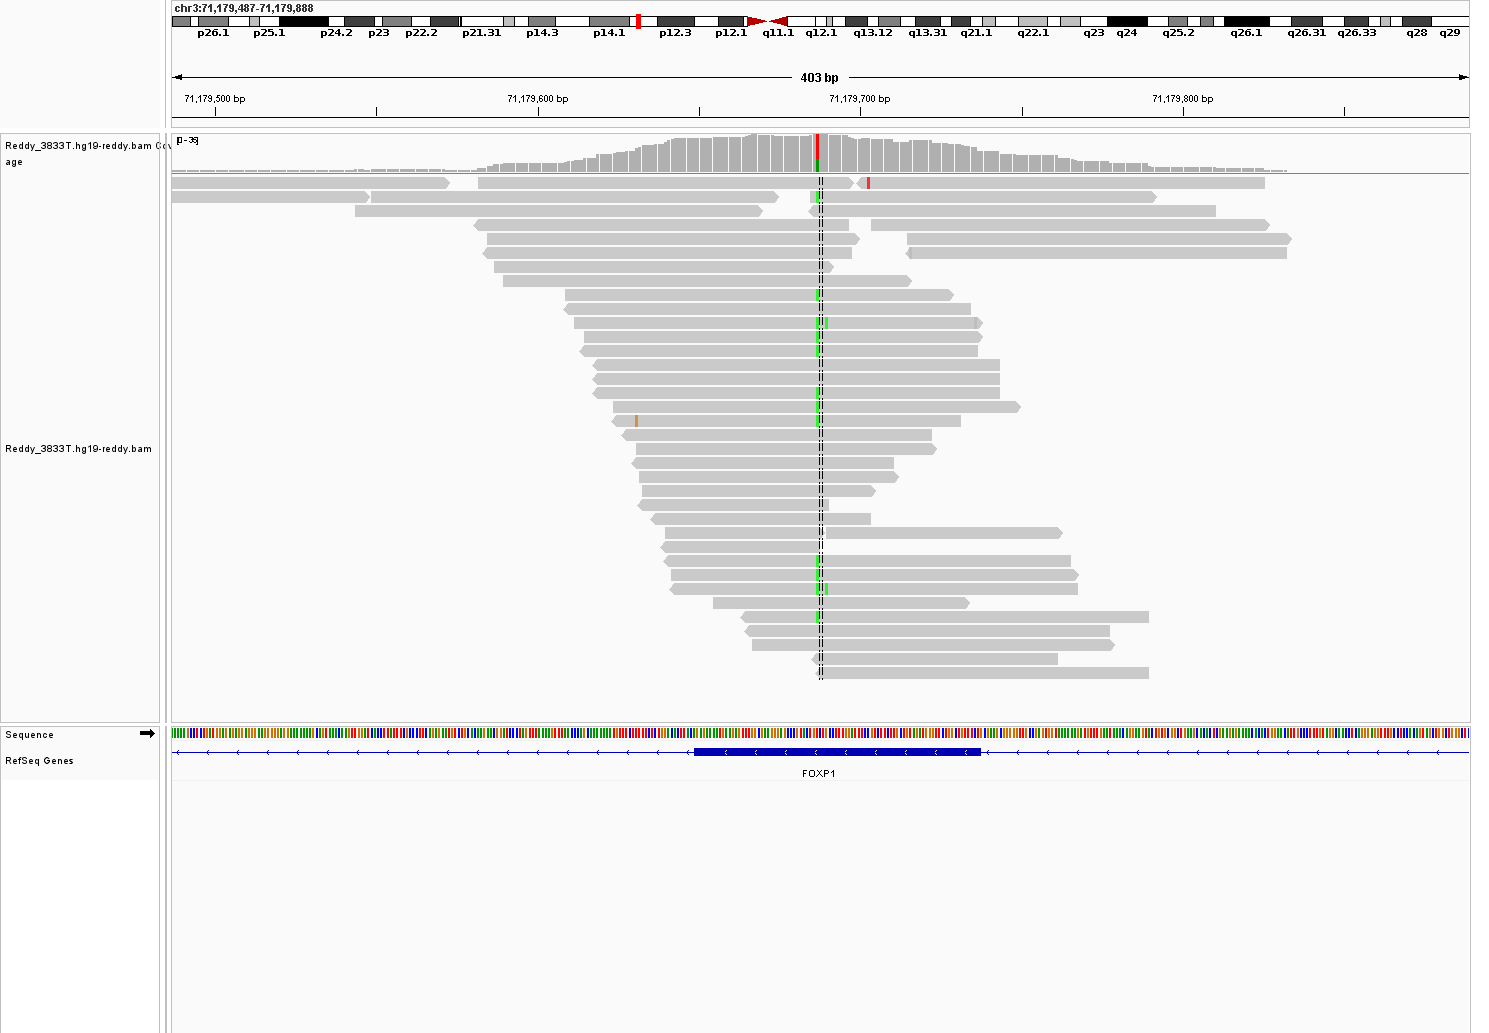 chr3:71,179,487-71,179,888
p26.1 p25.1 p24.2 p23 p22.2 p21.31 p14.3 p14.1 p12.3 p12.1 q11.1 q12.1 q13.12 q13.31 q21.1 q22.1 q23 q24 q25.2 q26.1 q26.31 q26.33 q28 q29
403 bp
71,179,500 bp 71,179,600 bp 71,179,700 bp 71,179,800 bp
Reddy_3833T.hg19-reddy.bam
age
Reddy_3833T.hg19-reddy.bam
Sequence
RefSeq Genes
FOXP1